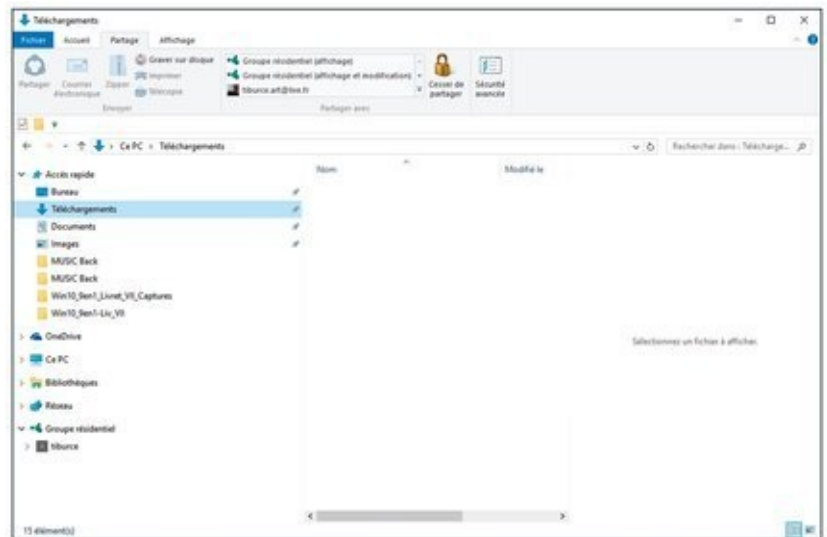 Téléchargements
Fichier Accueil Partage Affichage
Partager
Courrier électronique
Zipper
Graver sur disque
Imprimer
Télécopie
Envoyer
Groupe résidentiel (affichage)
Groupe résidentiel (affichage et modification)
tiburce.art@live.fr
Partager avec
Cesser de partager
Sécurité avancée
Ce PC Téléchargements
Rechercher dans : Télécharge...
Accès rapide
Bureau
Téléchargements
Documents
Images
MUSIC Back
MUSIC Back
Win10_9en1_Livret_VII_Captures
Win10_9en1-Liv_VII
OneDrive
Ce PC
Bibliothèques
Réseau
Groupe résidentiel
tiburce
Nom Modifié le
Sélectionnez un fichier à afficher.
15 élément(s)